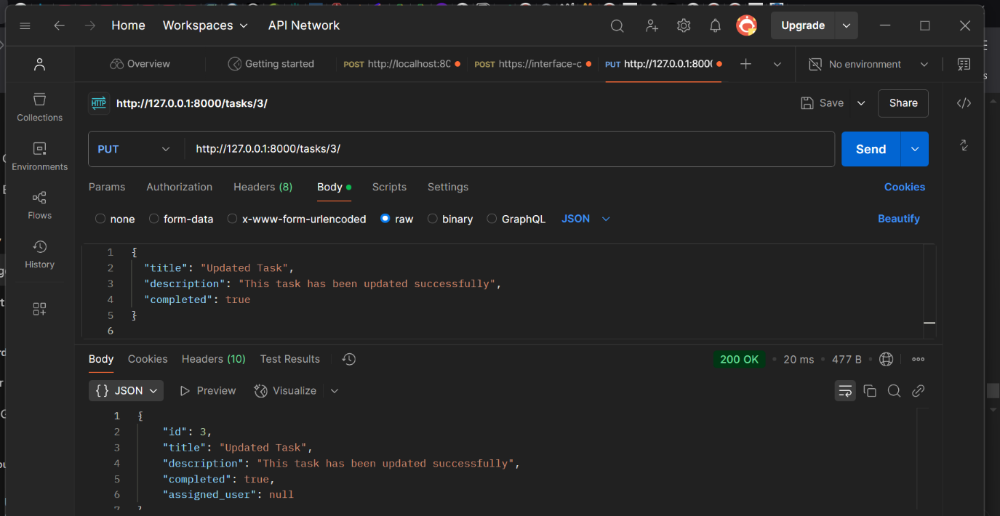 Home Workspaces API Network Upgrade
Overview Getting started POST http://localhost:80 POST https://interface-c PUT http://127.0.0.1:8000 No environment
HTTP http://127.0.0.1:8000/tasks/3/ Save Share
Collections
Environments
Flows
History
PUT http://127.0.0.1:8000/tasks/3/ Send
Params Authorization Headers (8) Body Scripts Settings Cookies
none form-data x-www-form-urlencoded raw binary GraphQL JSON Beautify
1 {
2 "title": "Updated Task",
3 "description": "This task has been updated successfully",
4 "completed": true
5 }
6
Body Cookies Headers (10) Test Results 200 OK • 20 ms • 477 B •
{ } JSON Preview Visualize
1 {
2 "id": 3,
3 "title": "Updated Task",
4 "description": "This task has been updated successfully",
5 "completed": true,
6 "assigned_user": null
7 }